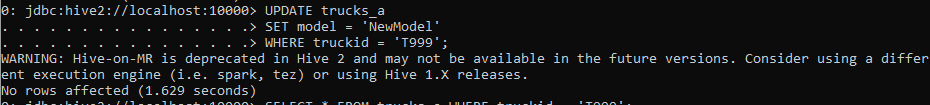 0: jdbc:hive2://localhost:10000> UPDATE trucks_a
. . . . . . . . . . . . . . . .> SET model = 'NewModel'
. . . . . . . . . . . . . . . .> WHERE truckid = 'T999';
WARNING: Hive-on-MR is deprecated in Hive 2 and may not be available in the future versions. Consider using a differ
ent execution engine (i.e. spark, tez) or using Hive 1.X releases.
No rows affected (1.629 seconds)
0: jdbc:hive2://localhost:10000> SELECT * FROM trucks_a WHERE truckid = 'T999';